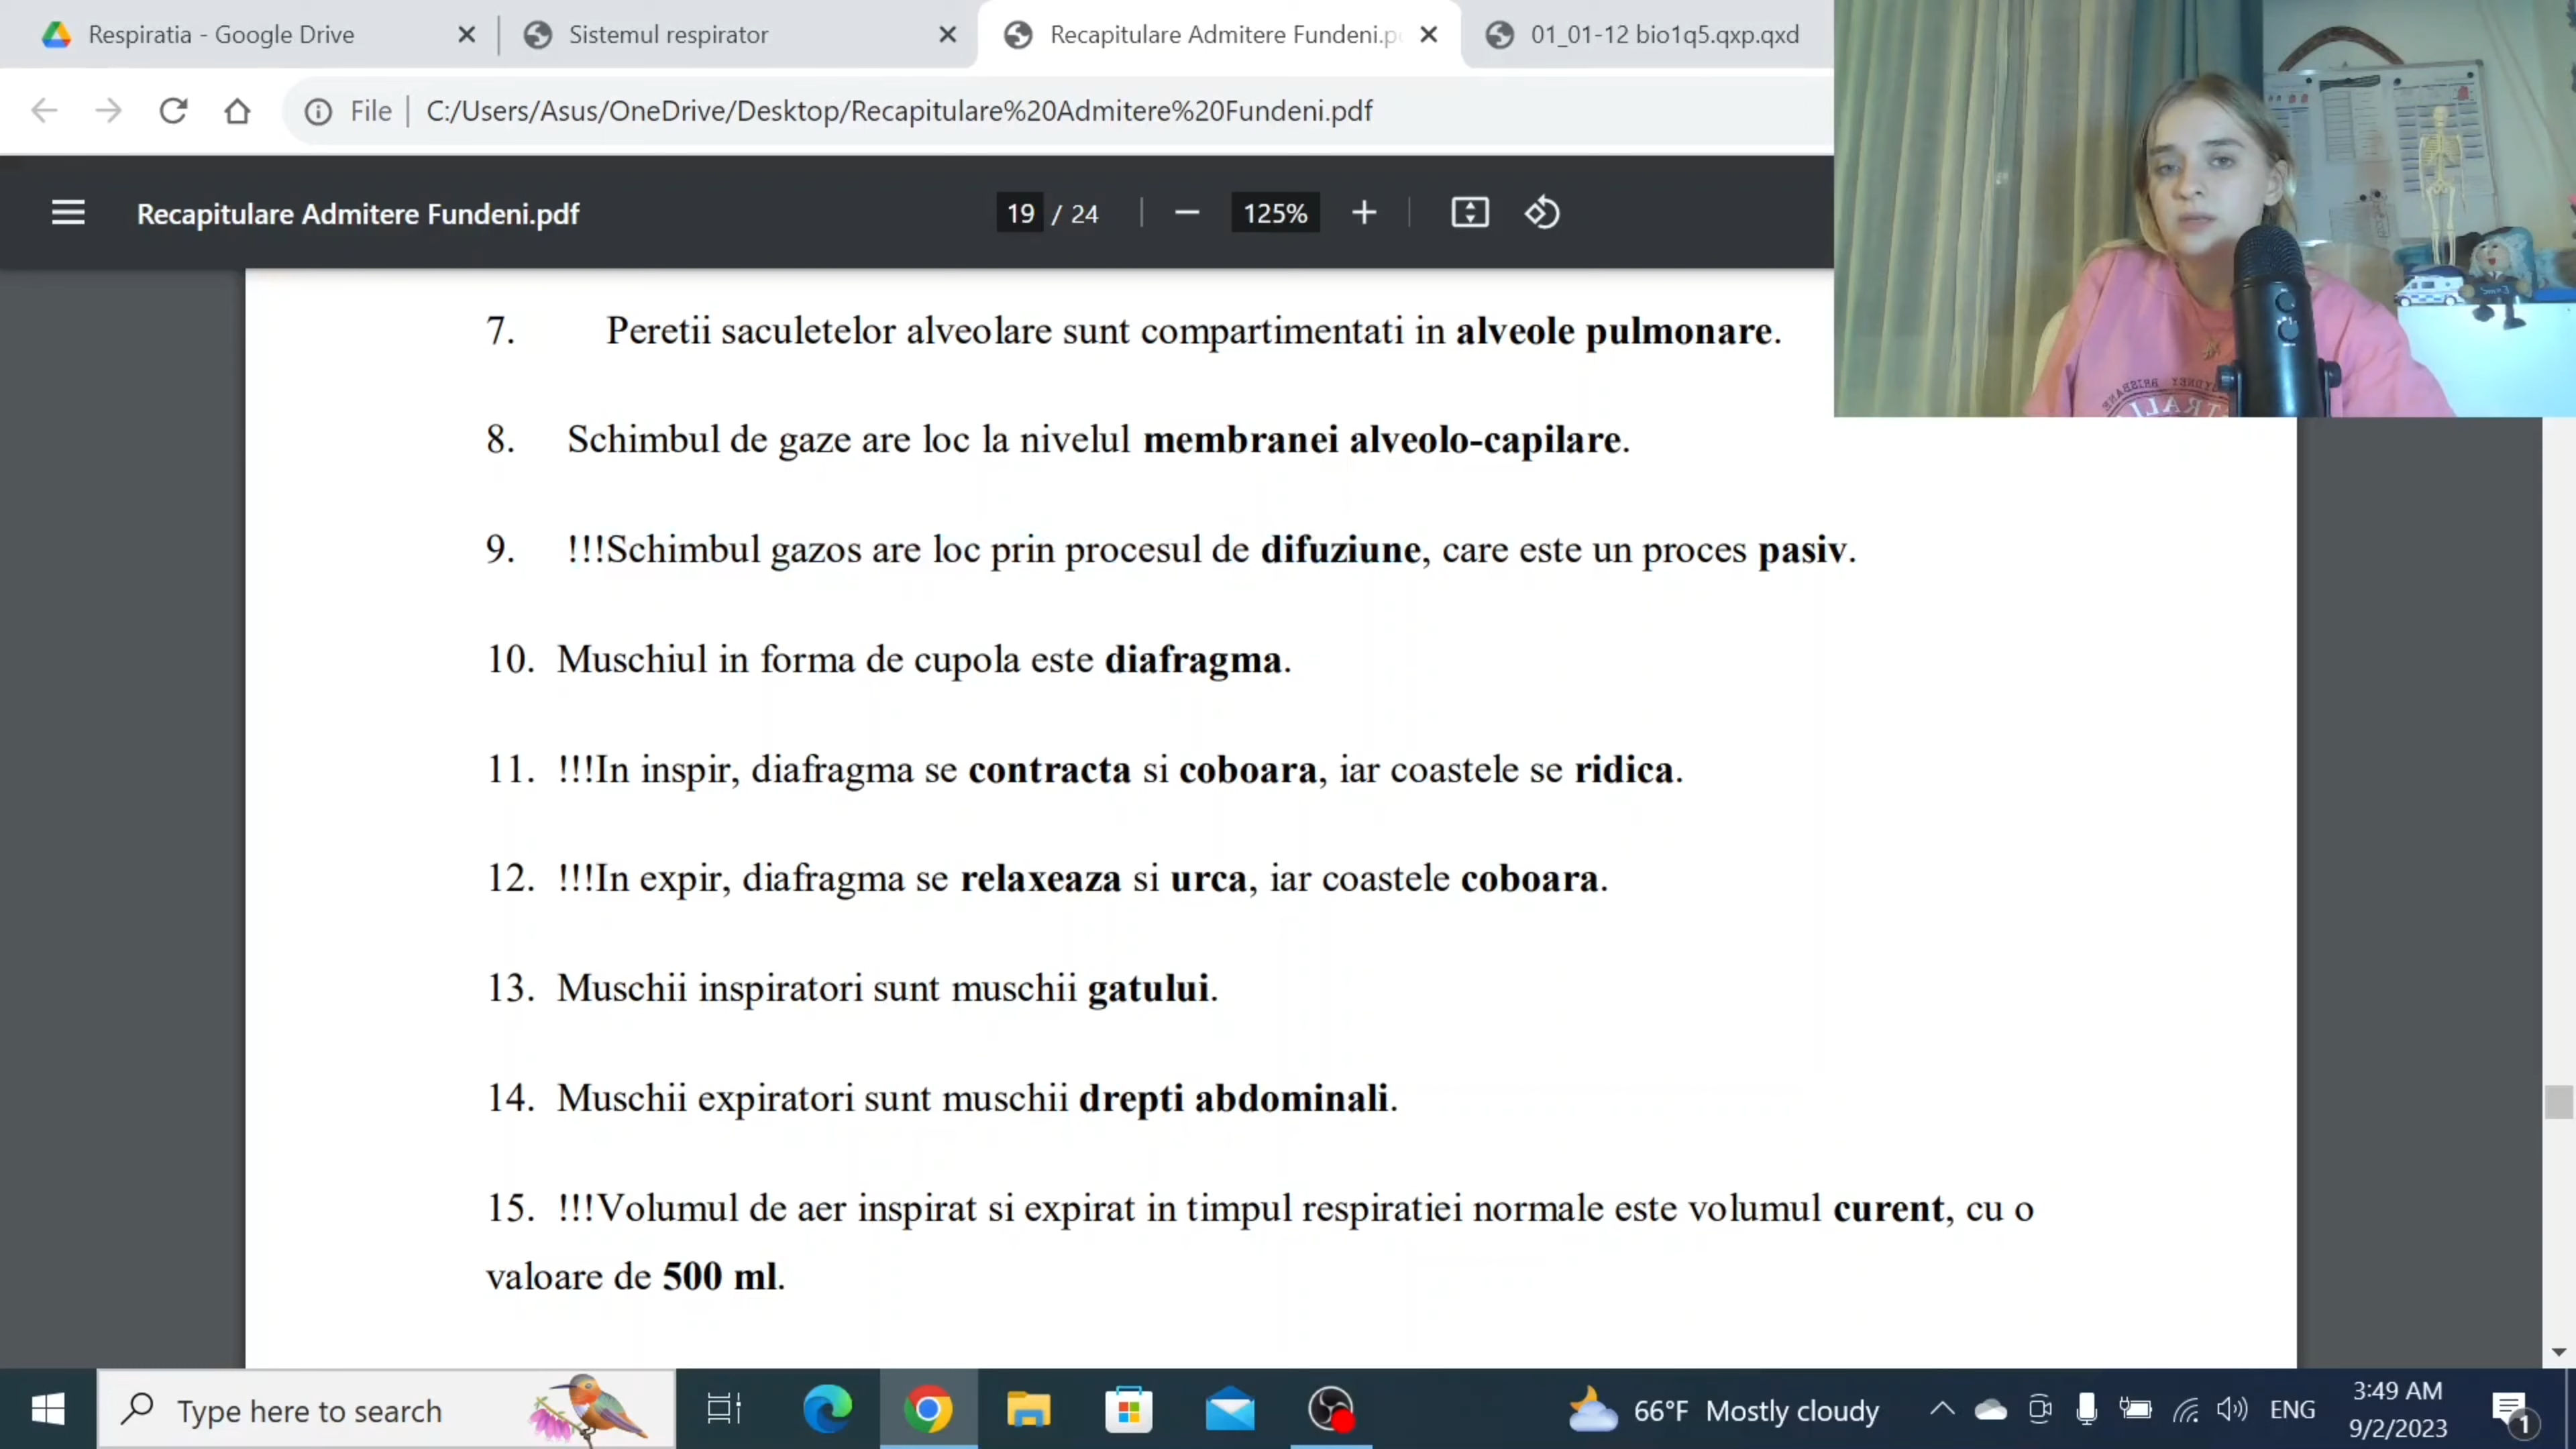 Respiratia - Google Drive
Sistemul respirator
Recapitulare Admitere Fundeni.p
01_01-12 bio1q5.qxp.qxd
File
C:/Users/Asus/OneDrive/Desktop/Recapitulare%20Admitere%20Fundeni.pdf
Recapitulare Admitere Fundeni.pdf
19 / 24
125%
7. Peretii saculetelor alveolare sunt compartimentati in alveole pulmonare.
8. Schimbul de gaze are loc la nivelul membranei alveolo-capilare.
9. !!!Schimbul gazos are loc prin procesul de difuziune, care este un proces pasiv.
10. Muschiul in forma de cupola este diafragma.
11. !!!In inspir, diafragma se contracta si coboara, iar coastele se ridica.
12. !!!In expir, diafragma se relaxeaza si urca, iar coastele coboara.
13. Muschii inspiratori sunt muschii gatului.
14. Muschii expiratori sunt muschii drepti abdominali.
15. !!!Volumul de aer inspirat si expirat in timpul respiratiei normale este volumul curent, cu o
valoare de 500 ml.
Type here to search
66°F Mostly cloudy
ENG
3:49 AM
9/2/2023
1